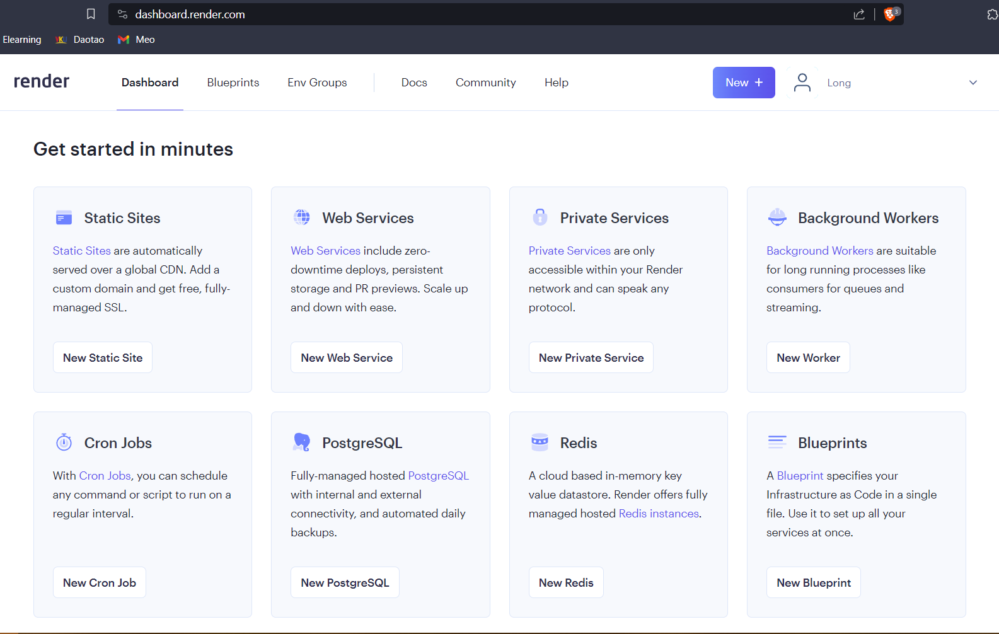 dashboard.render.com
3
Elearning
VKU Daotao
Meo
render
Dashboard
Blueprints
Env Groups
Docs
Community
Help
New +
Long
Get started in minutes
Static Sites
Static Sites are automatically
served over a global CDN. Add a
custom domain and get free, fully-
managed SSL.
New Static Site
Web Services
Web Services include zero-
downtime deploys, persistent
storage and PR previews. Scale up
and down with ease.
New Web Service
Private Services
Private Services are only
accessible within your Render
network and can speak any
protocol.
New Private Service
Background Workers
Background Workers are suitable
for long running processes like
consumers for queues and
streaming.
New Worker
Cron Jobs
With Cron Jobs, you can schedule
any command or script to run on a
regular interval.
New Cron Job
PostgreSQL
Fully-managed hosted PostgreSQL
with internal and external
connectivity, and automated daily
backups.
New PostgreSQL
Redis
A cloud based in-memory key
value datastore. Render offers fully
managed hosted Redis instances.
New Redis
Blueprints
A Blueprint specifies your
Infrastructure as Code in a single
file. Use it to set up all your
services at once.
New Blueprint